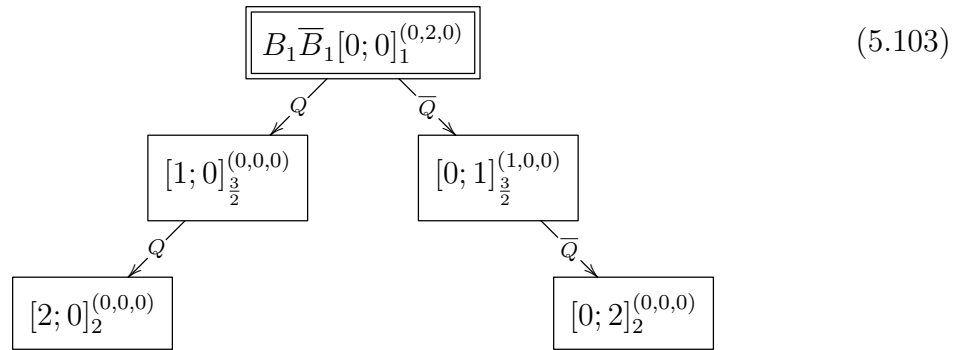 $B_1\overline{B}_1[0;0]_1^{(0,2,0)}$ (5.103)
$Q$ $\overline{Q}$
$[1;0]_{\frac{3}{2}}^{(0,0,0)}$ $[0;1]_{\frac{3}{2}}^{(1,0,0)}$
$Q$ $\overline{Q}$
$[2;0]_2^{(0,0,0)}$ $[0;2]_2^{(0,0,0)}$